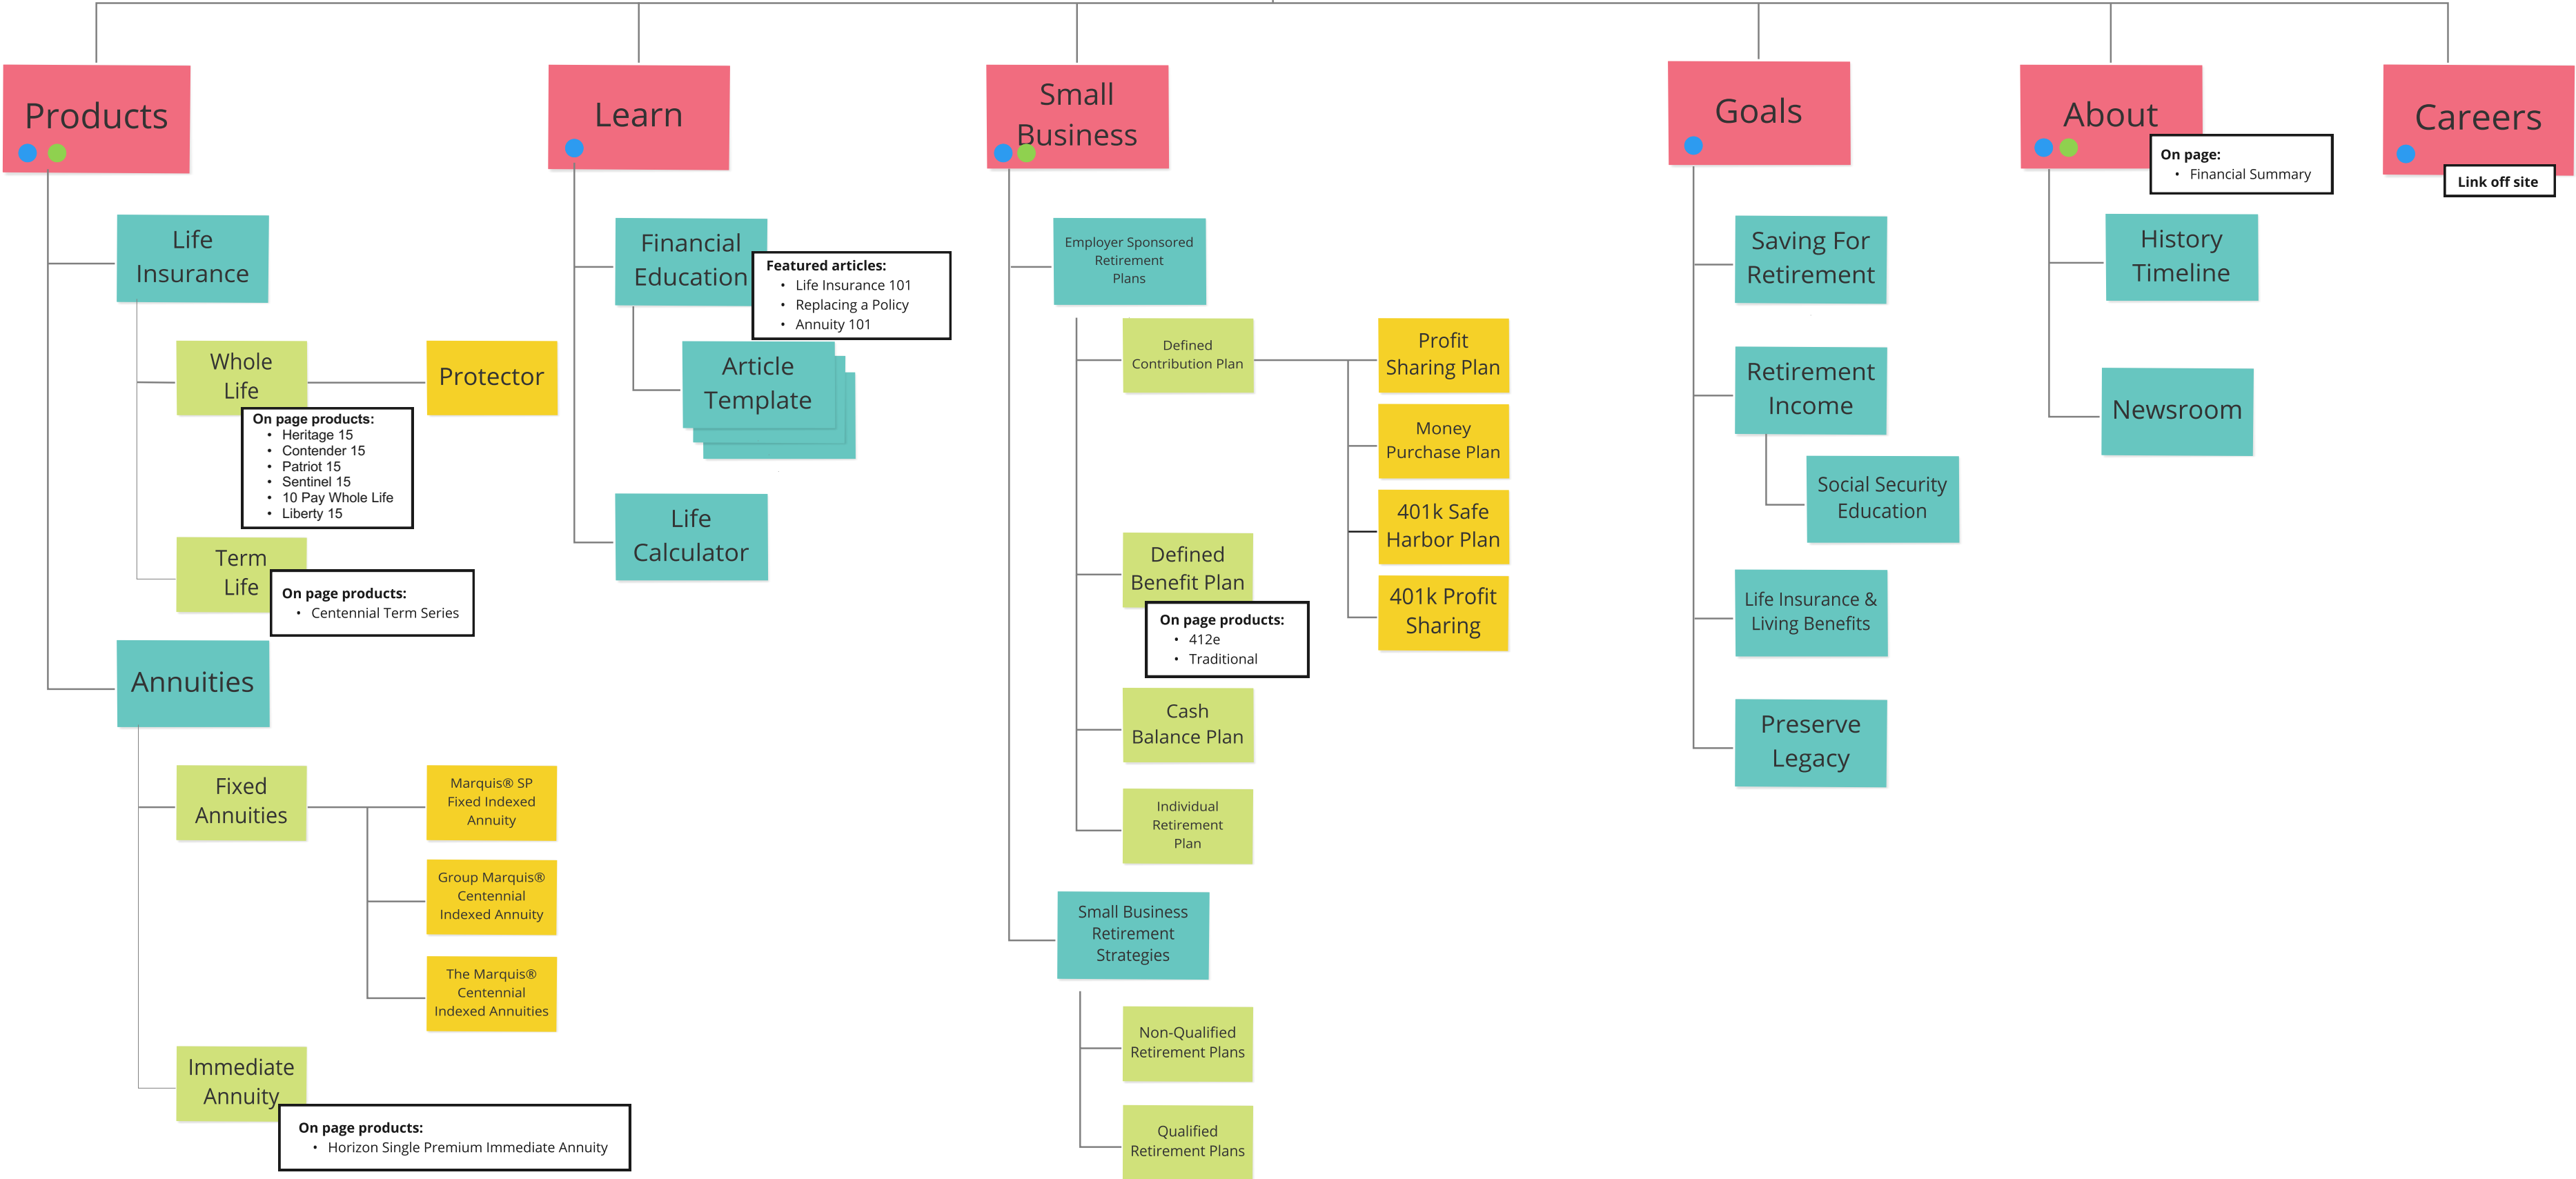 Products
Life
Insurance
Whole
Life
On page products:
• Heritage 15
• Contender 15
• Patriot 15
• Sentinel 15
• 10 Pay Whole Life
• Liberty 15
Protector
Term
Life
On page products:
• Centennial Term Series
Annuities
Fixed
Annuities
Marquis® SP
Fixed Indexed
Annuity
Group Marquis®
Centennial
Indexed Annuity
The Marquis®
Centennial
Indexed Annuities
Immediate
Annuity
On page products:
• Horizon Single Premium Immediate Annuity
Learn
Financial
Education
Featured articles:
• Life Insurance 101
• Replacing a Policy
• Annuity 101
Article
Template
Life
Calculator
Small
Business
Employer Sponsored
Retirement
Plans
Defined
Contribution Plan
Profit
Sharing Plan
Money
Purchase Plan
401k Safe
Harbor Plan
401k Profit
Sharing
Defined
Benefit Plan
On page products:
• 412e
• Traditional
Cash
Balance Plan
Individual
Retirement
Plan
Small Business
Retirement
Strategies
Non-Qualified
Retirement Plans
Qualified
Retirement Plans
Goals
Saving For
Retirement
Retirement
Income
Social Security
Education
Life Insurance &
Living Benefits
Preserve
Legacy
About
On page:
• Financial Summary
History
Timeline
Newsroom
Careers
Link off site